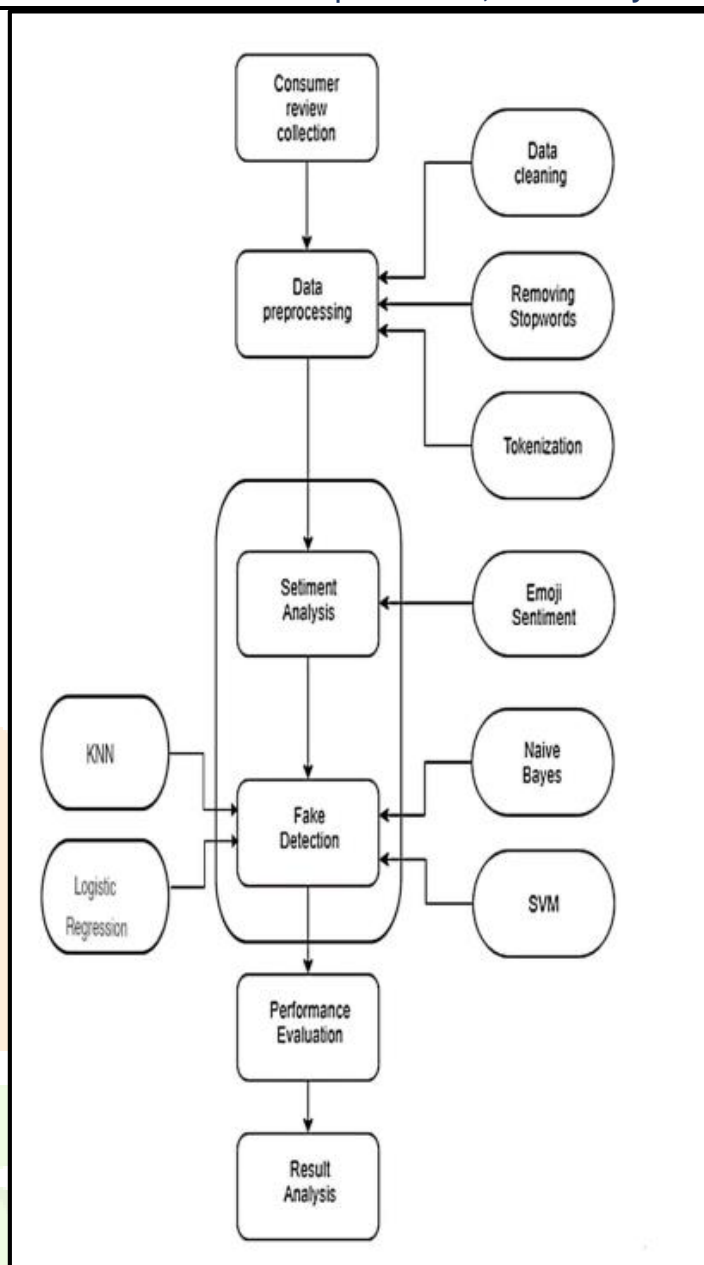 Consumer
review
collection
Data
cleaning
Data
preprocessing
Removing
Stopwords
Tokenization
Setiment
Analysis
Emoji
Sentiment
KNN
Naive
Bayes
Fake
Detection
Logistic
Regression
SVM
Performance
Evaluation
Result
Analysis